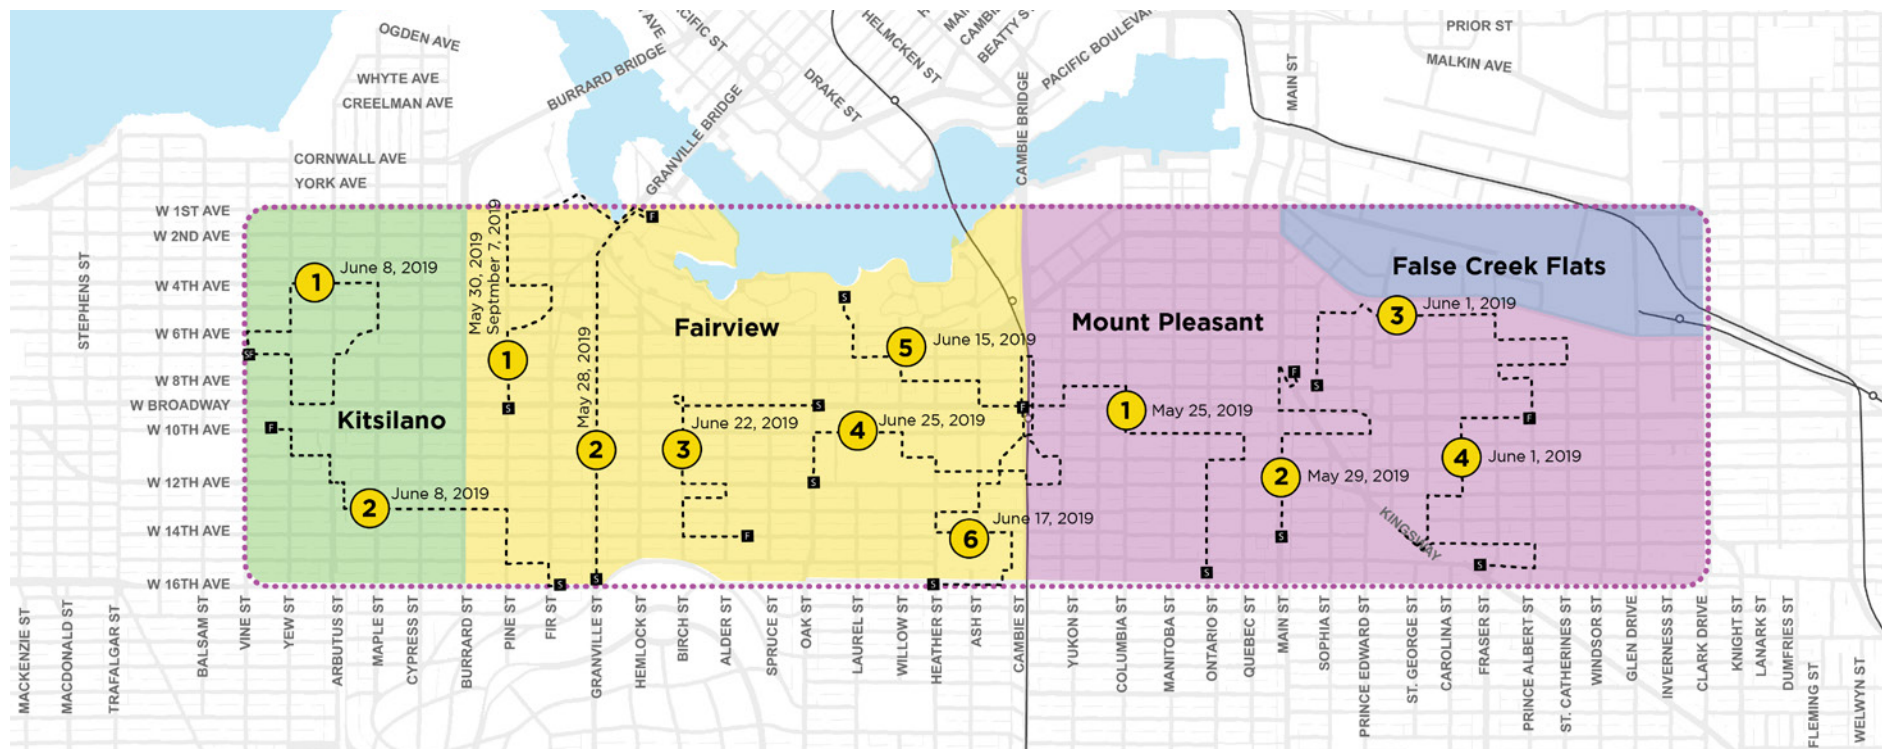 OGDEN AVE
WHYTE AVE
CREELMAN AVE
CORNWALL AVE
YORK AVE
BURRARD BRIDGE
GRANVILLE BRIDGE
AVE
CIFIC ST
DRAKE ST
HELMCKEN ST
MAI
CAMBI
BEATTY S
PACIFIC BOULEVA
CAMBIE BRIDGE
MAIN ST
PRIOR ST
MALKIN AVE
W 1ST AVE
W 2ND AVE
W 4TH AVE
W 6TH AVE
W 8TH AVE
W BROADWAY
W 10TH AVE
W 12TH AVE
W 14TH AVE
W 16TH AVE
STEPHENS ST
1
June 8, 2019
SF
Kitsilano
F
2
June 8, 2019
S
May 30, 2019
Septmber 7, 2019
1
S
F
May 28, 2019
2
S
Fairview
June 22, 2019
3
S
F
4
June 25, 2019
S
S
5
June 15, 2019
F
6
June 17, 2019
S
Mount Pleasant
1
May 25, 2019
S
F
2
May 29, 2019
S
False Creek Flats
3
June 1, 2019
S
F
4
June 1, 2019
S
KINGSWAY
MACKENZIE ST
MACDONALD ST
TRAFALGAR ST
BALSAM ST
VINE ST
YEW ST
ARBUTUS ST
MAPLE ST
CYPRESS ST
BURRARD ST
PINE ST
FIR ST
GRANVILLE ST
HEMLOCK ST
BIRCH ST
ALDER ST
SPRUCE ST
OAK ST
LAUREL ST
WILLOW ST
HEATHER ST
ASH ST
CAMBIE ST
YUKON ST
COLUMBIA ST
MANITOBA ST
ONTARIO ST
QUEBEC ST
MAIN ST
SOPHIA ST
PRINCE EDWARD ST
ST. GEORGE ST
CAROLINA ST
FRASER ST
PRINCE ALBERT ST
ST. CATHERINES ST
WINDSOR ST
GLEN DRIVE
INVERNESS ST
CLARK DRIVE
KNIGHT ST
LANARK ST
DUMFRIES ST
FLEMING ST
WELWYN ST